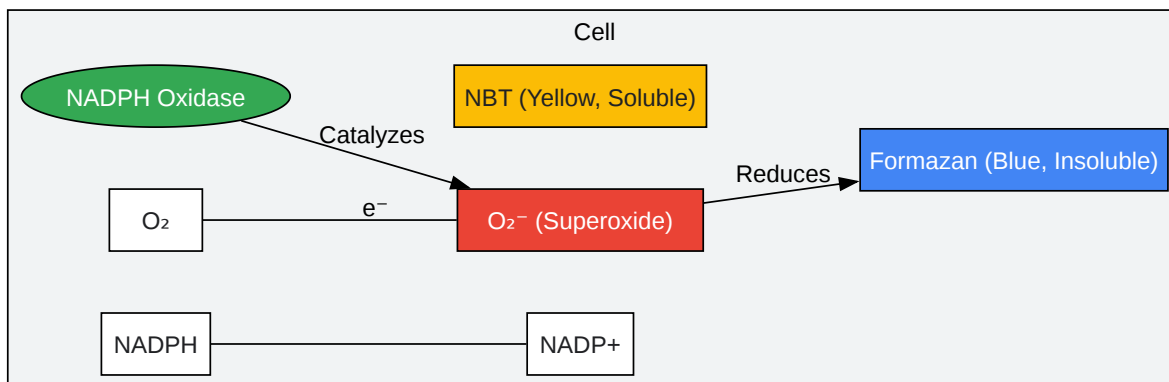 Cell
NADPH Oxidase
NBT (Yellow, Soluble)
Catalyzes
Formazan (Blue, Insoluble)
Reduces
O₂
e⁻
O₂⁻ (Superoxide)
NADPH
NADP+